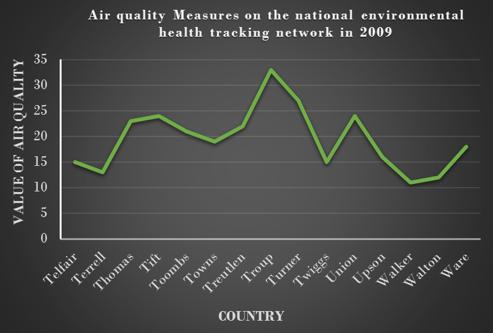 Air quality Measures on the national environmental
health tracking network in 2009
VALUE OF AIR QUALITY
35
30
25
20
15
10
5
0
Telfair
Terrell
Thomas
Tift
Toombs
Towns
Treutlen
Troup
Turner
Twiggs
Union
Upson
Walker
Walton
Ware
COUNTRY